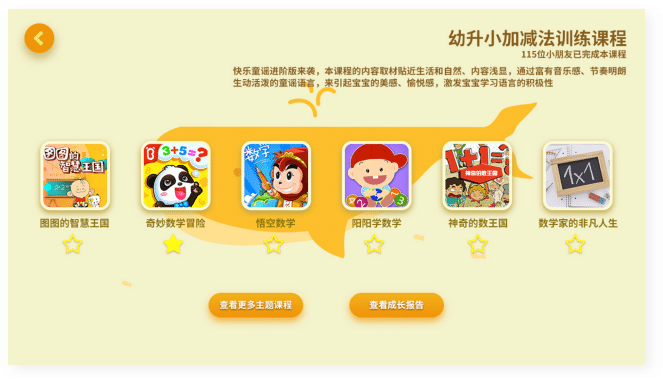 幼升小加减法训练课程
115位小朋友已完成本课程
快乐童谣进阶版来袭，本课程的内容取材贴近生活和自然、内容浅显，通过富有音乐感、节奏明朗
生动活泼的童谣语言，来引起宝宝的美感、愉悦感，激发宝宝学习语言的积极性
图图的
智慧王国
3+5=?
数学
1+1=3
神奇的数王国
1x1
2
3
图图的智慧王国
奇妙数学冒险
悟空数学
阳阳学数学
神奇的数王国
数学家的非凡人生
查看更多主题课程
查看成长报告